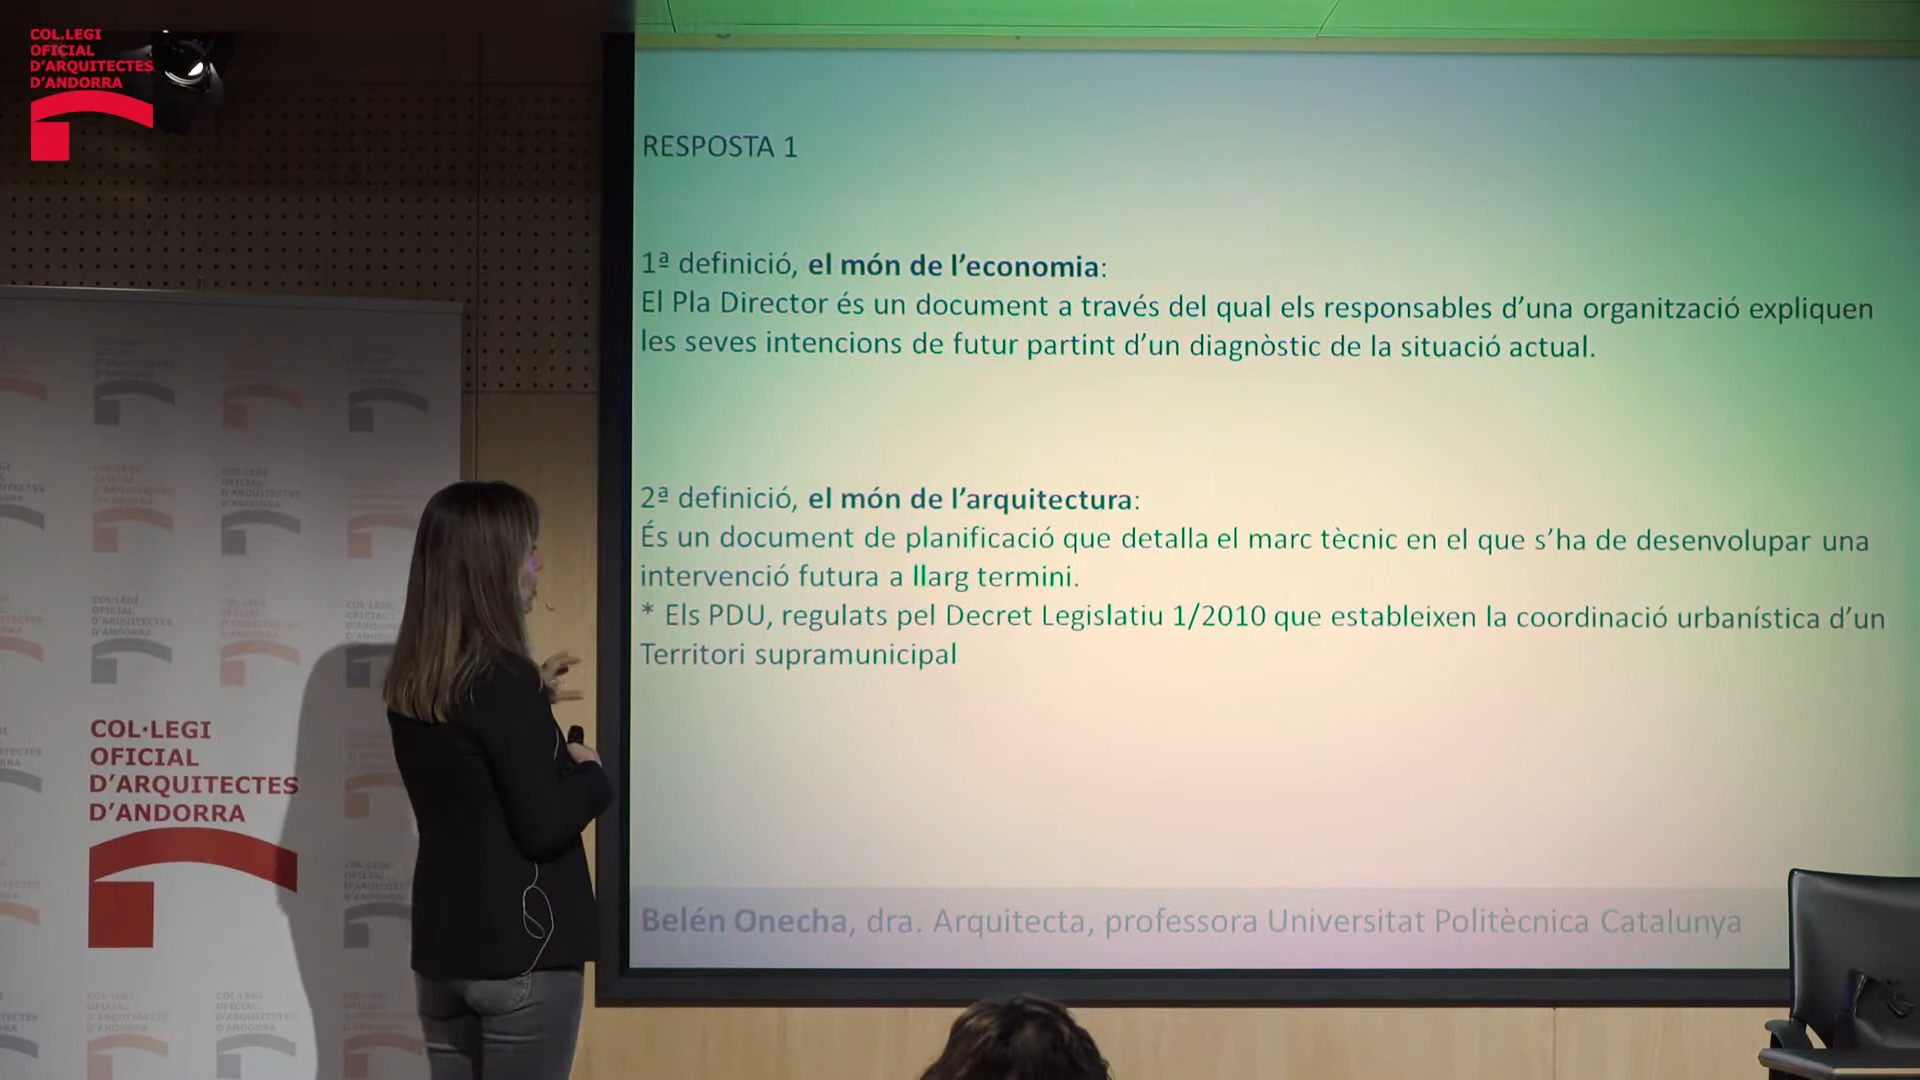 COL.LEGI
OFICIAL
D'ARQUITECTES
D'ANDORRA
RESPOSTA 1
1ª definició, el món de l'economia:
El Pla Director és un document a través del qual els responsables d'una organització expliquen
les seves intencions de futur partint d'un diagnòstic de la situació actual.
2ª definició, el món de l'arquitectura:
És un document de planificació que detalla el marc tècnic en el que s'ha de desenvolupar una
intervenció futura a llarg termini.
* Els PDU, regulats pel Decret Legislatiu 1/2010 que estableixen la coordinació urbanística d'un
Territori supramunicipal
Belén Onecha, dra. Arquitecta, professora Universitat Politècnica Catalunya
COL·LEGI
OFICIAL
D'ARQUITECTES
D'ANDORRA